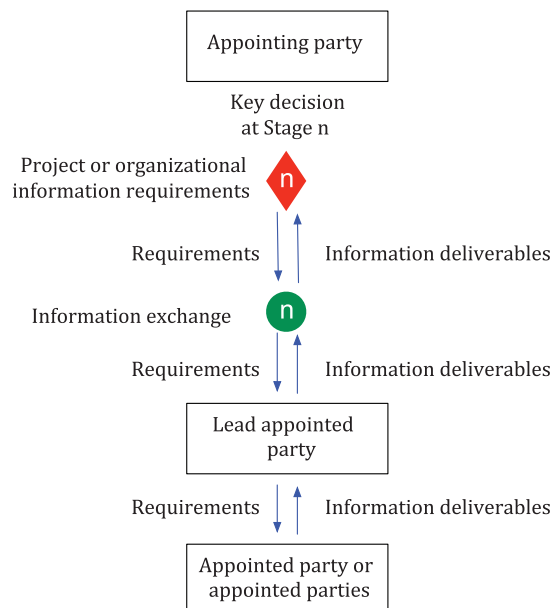 Appointing party
Key decision
at Stage n
Project or organizational
information requirements
n
Requirements
Information deliverables
Information exchange
n
Requirements
Information deliverables
Lead appointed
party
Requirements
Information deliverables
Appointed party or
appointed parties